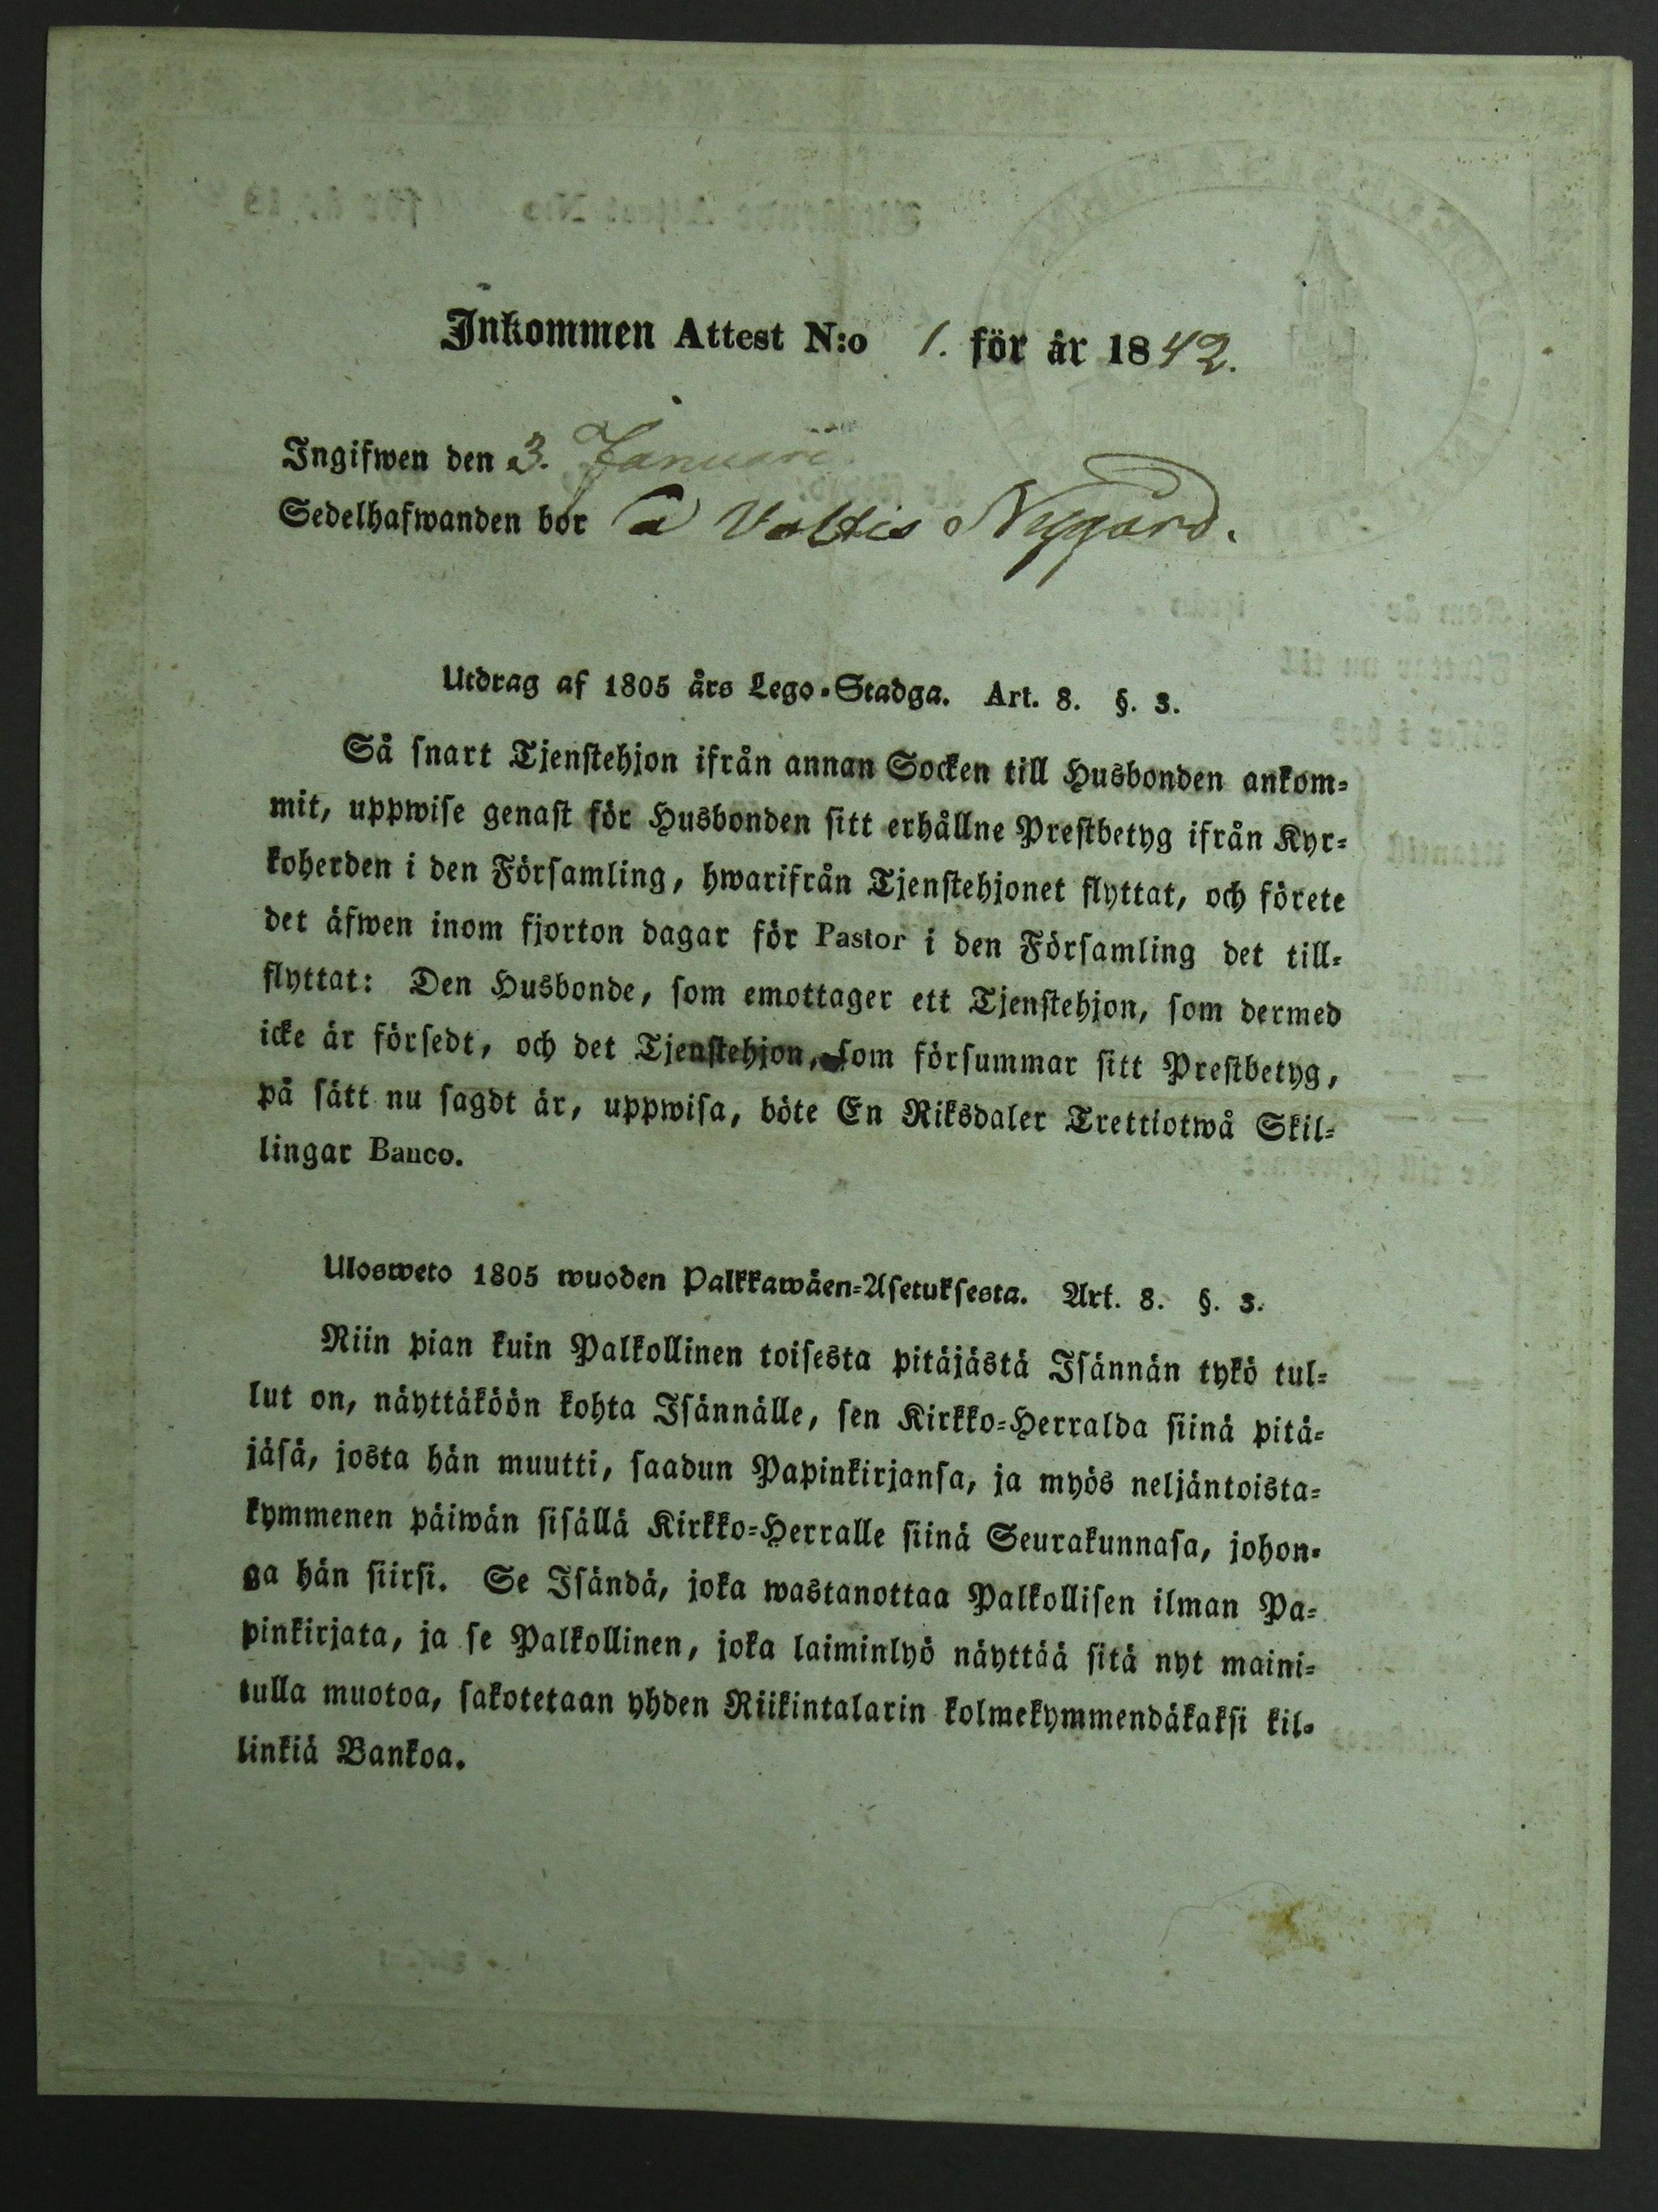 Inkommen Attest N:o 1. för år 1842.
Ingifwen den 3. Januarii
Sedelhafwanden bor å Valtis Nygård.
Utdrag af 1805 års Lego-Stadga. Art. 8. §. 3.
Så snart Tjenstehjon ifrån annan Socken till Husbonden ankom=
mit, uppwise genast för Husbonden sitt erhållne Prestbetyg ifrån Kyr=
koherden i den Församling, hwarifrån Tjenstehjonet flyttat, och förete
det äfwen inom fjorton dagar för Pastor i den Församling det till=
flyttat: Den Husbonde, som emottager ett Tjenstehjon, som dermed
icke är försedt, och det Tjenstehjon, som försummar sitt Prestbetyg,
på sätt nu sagdt är, uppwisa, böte En Riksdaler Trettiotwå Skil=
lingar Banco.
Ulosweto 1805 wuoden Palkkawäen=Asetuksesta. Art. 8. §. 3.
Niin pian kuin Palkollinen toisesta pitäjästä Isännän tykö tul=
lut on, näyttäköön kohta Isännälle, sen Kirkko=Herralda siinä pitä=
jäsä, josta hän muutti, saadun Papinkirjansa, ja myös neljäntoista=
kymmenen päiwän sisällä Kirkko=Herralle siinä Seurakunnasa, johon=
ga hän siirsi. Se Isändä, joka wastanottaa Palkollisen ilman Pa=
pinkirjata, ja se Palkollinen, joka laiminlyö näyttää sitä nyt maini=
tulla muotoa, sakotetaan yhden Riikintalarin kolmekymmendäkaksi kil=
linkiä Bankoa.